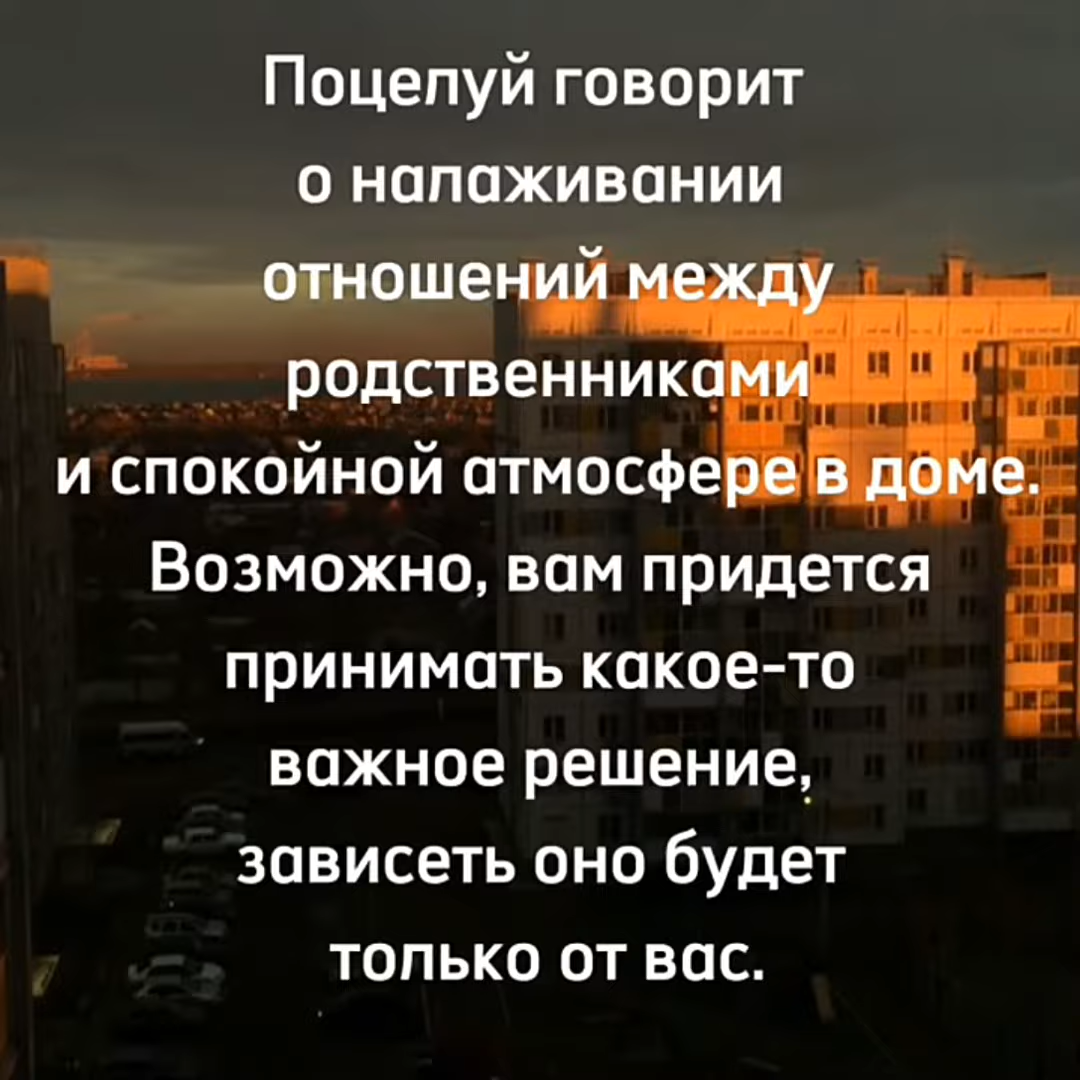 Поцелуй говорит
о налаживании
отношений между
родственниками
и спокойной атмосфере в доме.
Возможно, вам придется
принимать какое-то
важное решение,
зависеть оно будет
только от вас.